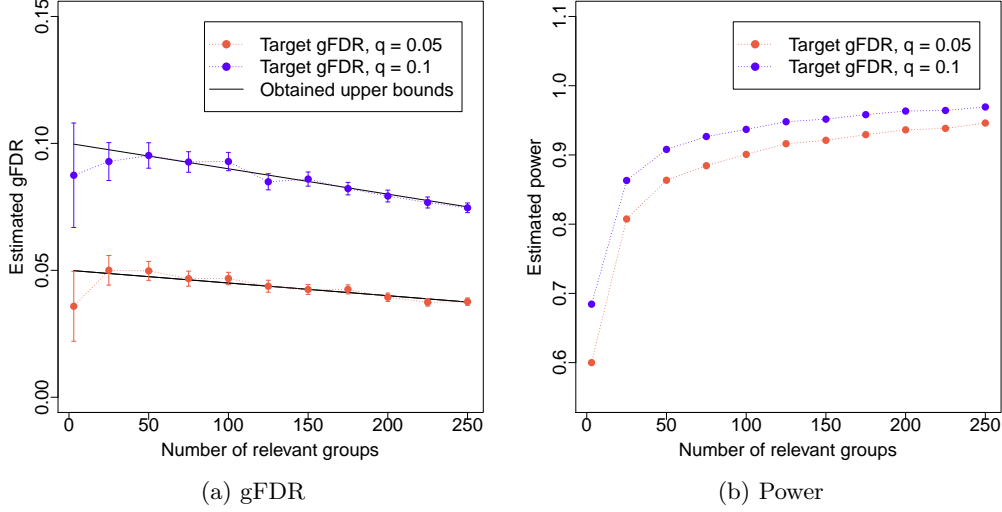 0.15
0.10
0.05
0.00
Estimated gFDR
Target gFDR, q = 0.05
Target gFDR, q = 0.1
Obtained upper bounds
0 50 100 150 200 250
Number of relevant groups
(a) gFDR
1.1
1.0
0.9
0.8
0.7
0.6
Estimated power
Target gFDR, q = 0.05
Target gFDR, q = 0.1
0 50 100 150 200 250
Number of relevant groups
(b) Power